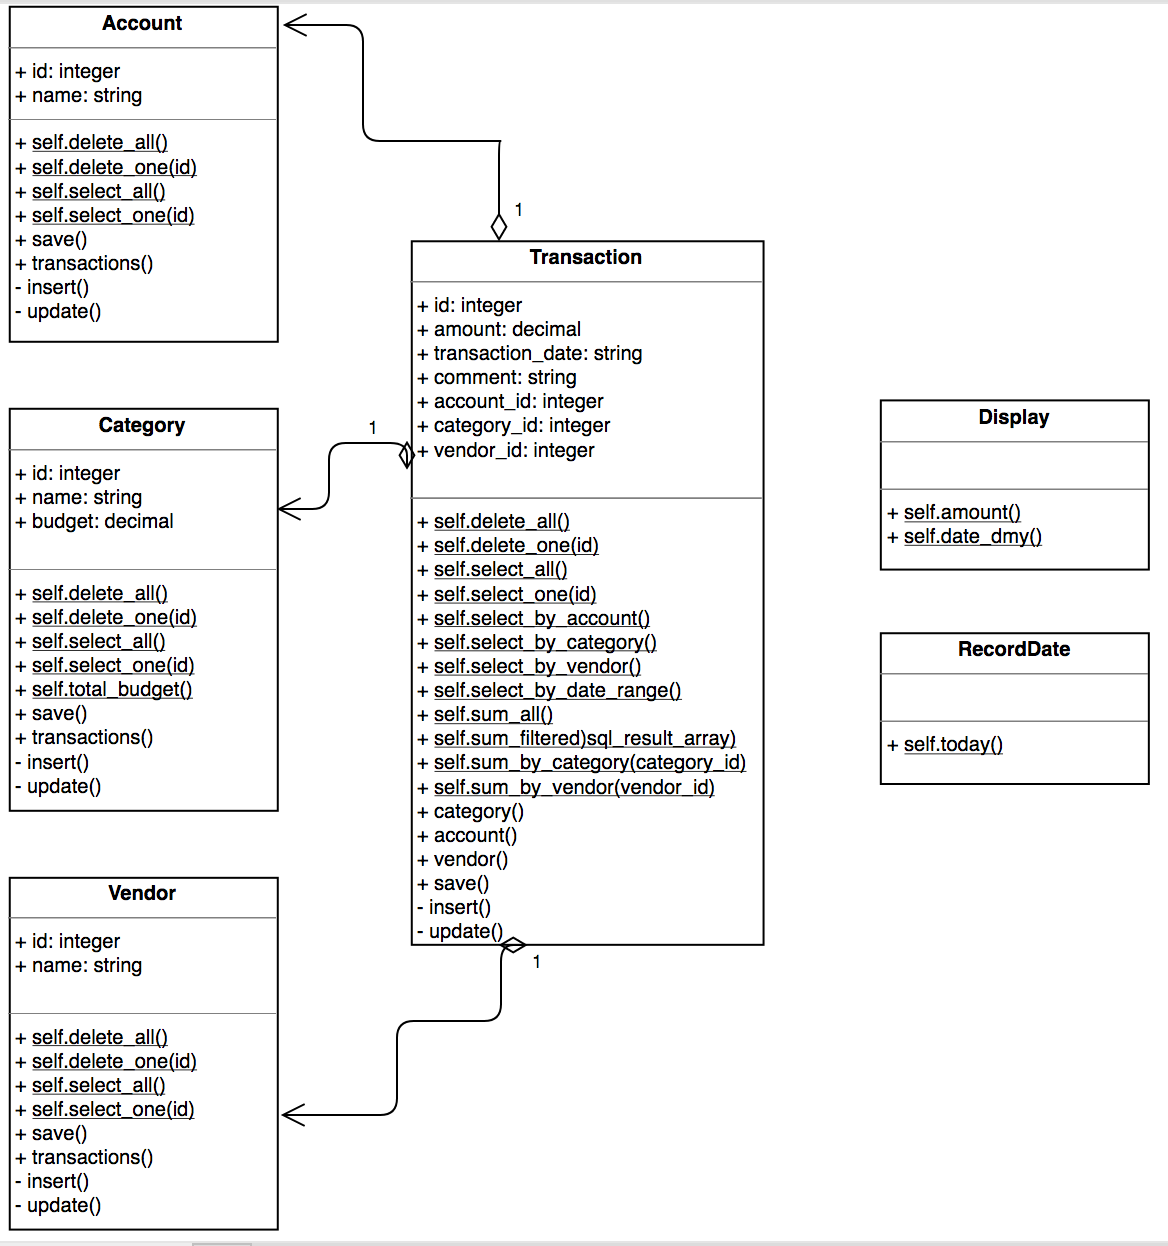 Account
+ id: integer
+ name: string
+ self.delete_all()
+ self.delete_one(id)
+ self.select_all()
+ self.select_one(id)
+ save()
+ transactions()
- insert()
- update()
1
Transaction
+ id: integer
+ amount: decimal
+ transaction_date: string
+ comment: string
+ account_id: integer
+ category_id: integer
+ vendor_id: integer
+ self.delete_all()
+ self.delete_one(id)
+ self.select_all()
+ self.select_one(id)
+ self.select_by_account()
+ self.select_by_category()
+ self.select_by_vendor()
+ self.select_by_date_range()
+ self.sum_all()
+ self.sum_filtered)sql_result_array)
+ self.sum_by_category(category_id)
+ self.sum_by_vendor(vendor_id)
+ category()
+ account()
+ vendor()
+ save()
- insert()
- update()
1
1
Category
+ id: integer
+ name: string
+ budget: decimal
+ self.delete_all()
+ self.delete_one(id)
+ self.select_all()
+ self.select_one(id)
+ self.total_budget()
+ save()
+ transactions()
- insert()
- update()
Vendor
+ id: integer
+ name: string
+ self.delete_all()
+ self.delete_one(id)
+ self.select_all()
+ self.select_one(id)
+ save()
+ transactions()
- insert()
- update()
Display
+ self.amount()
+ self.date_dmy()
RecordDate
+ self.today()